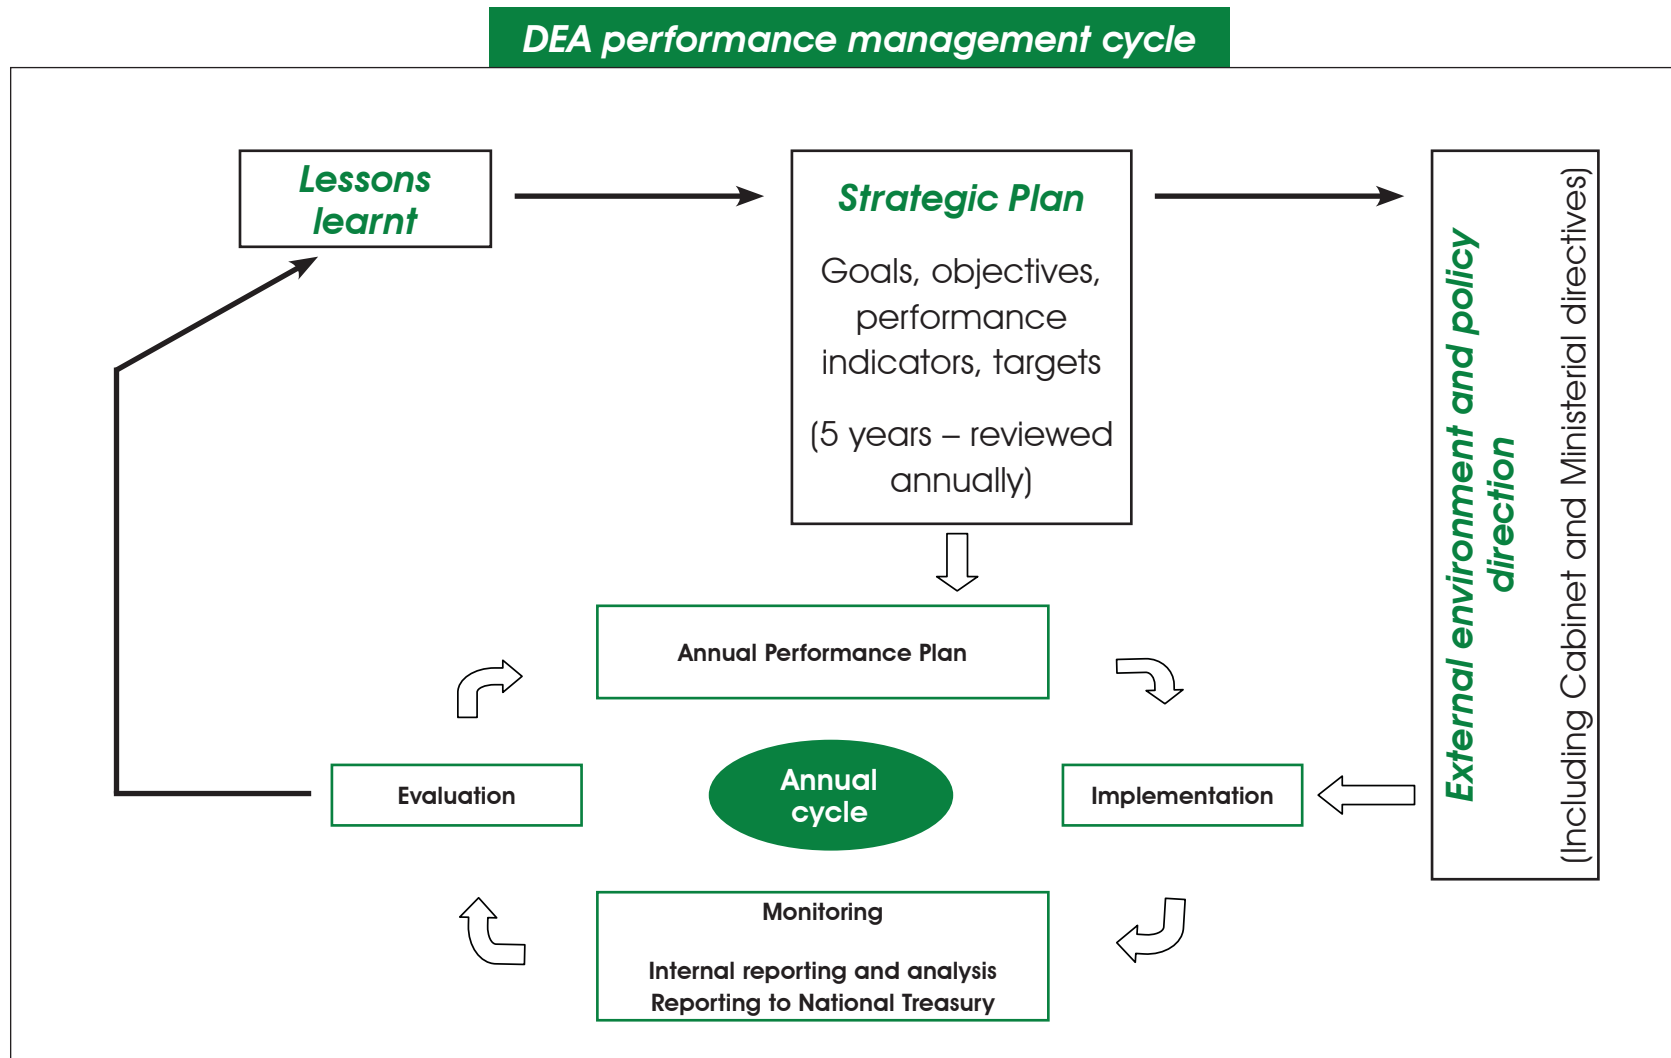 DEA performance management cycle
Lessons
learnt
Strategic Plan
Goals, objectives,
performance
indicators, targets
(5 years – reviewed
annually)
External environment and policy
direction
(Including Cabinet and Ministerial directives)
Annual Performance Plan
Evaluation
Annual
cycle
Implementation
Monitoring
Internal reporting and analysis
Reporting to National Treasury